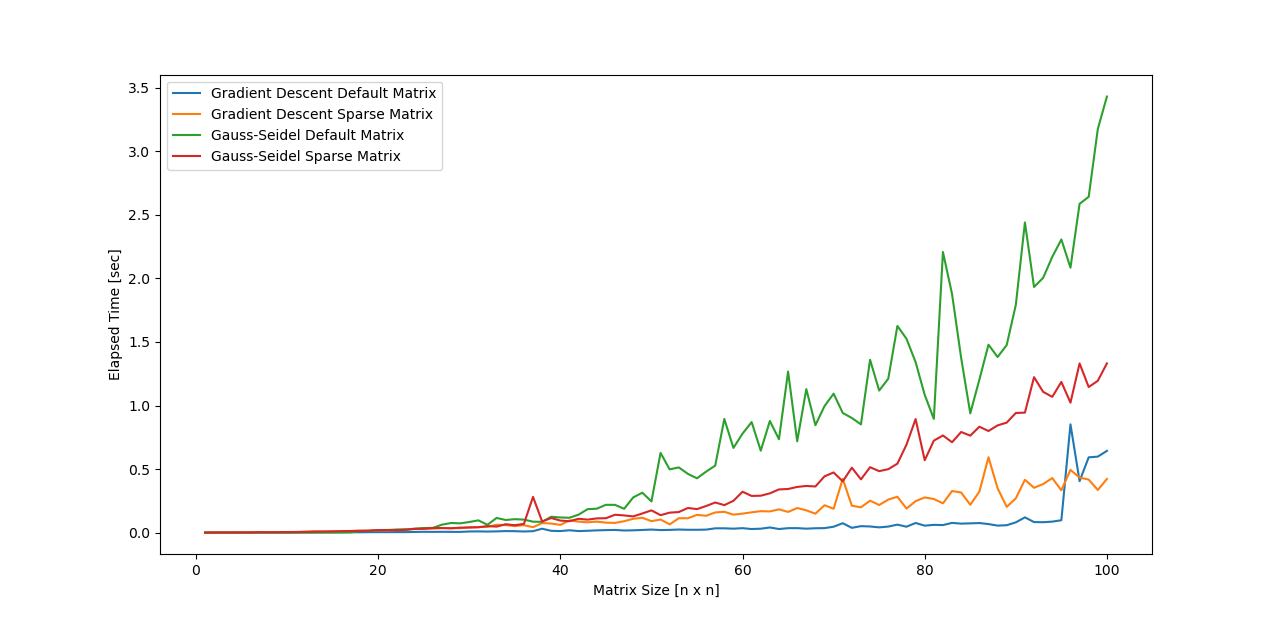 Gradient Descent Default Matrix
Gradient Descent Sparse Matrix
Gauss-Seidel Default Matrix
Gauss-Seidel Sparse Matrix
3.5
3.0
2.5
2.0
1.5
1.0
0.5
0.0
Elapsed Time [sec]
0 20 40 60 80 100
Matrix Size [n x n]